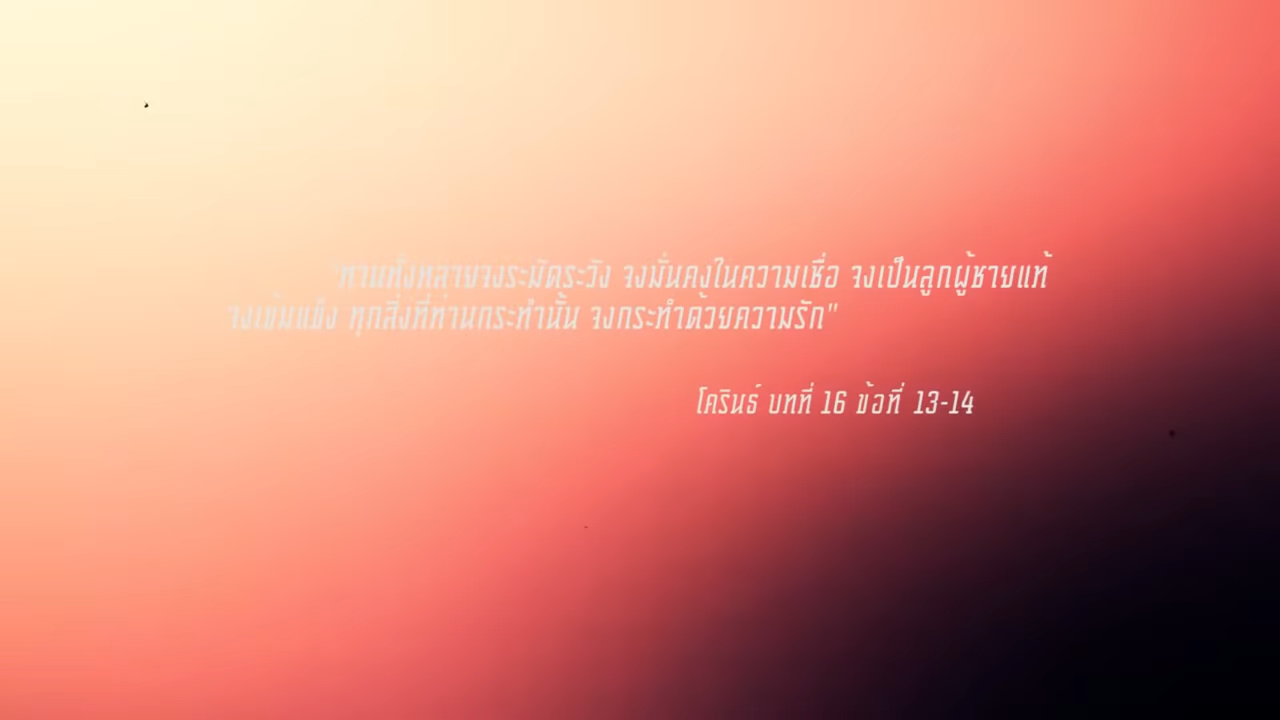 "ท่านทั้งหลายจงระมัดระวัง จงมั่นคงในความเชื่อ จงเป็นลูกผู้ชายแท้
จงเข้มแข็ง ทุกสิ่งที่ท่านกระทำนั้น จงกระทำด้วยความรัก"
โครินธ์ บทที่ 16 ข้อที่ 13-14